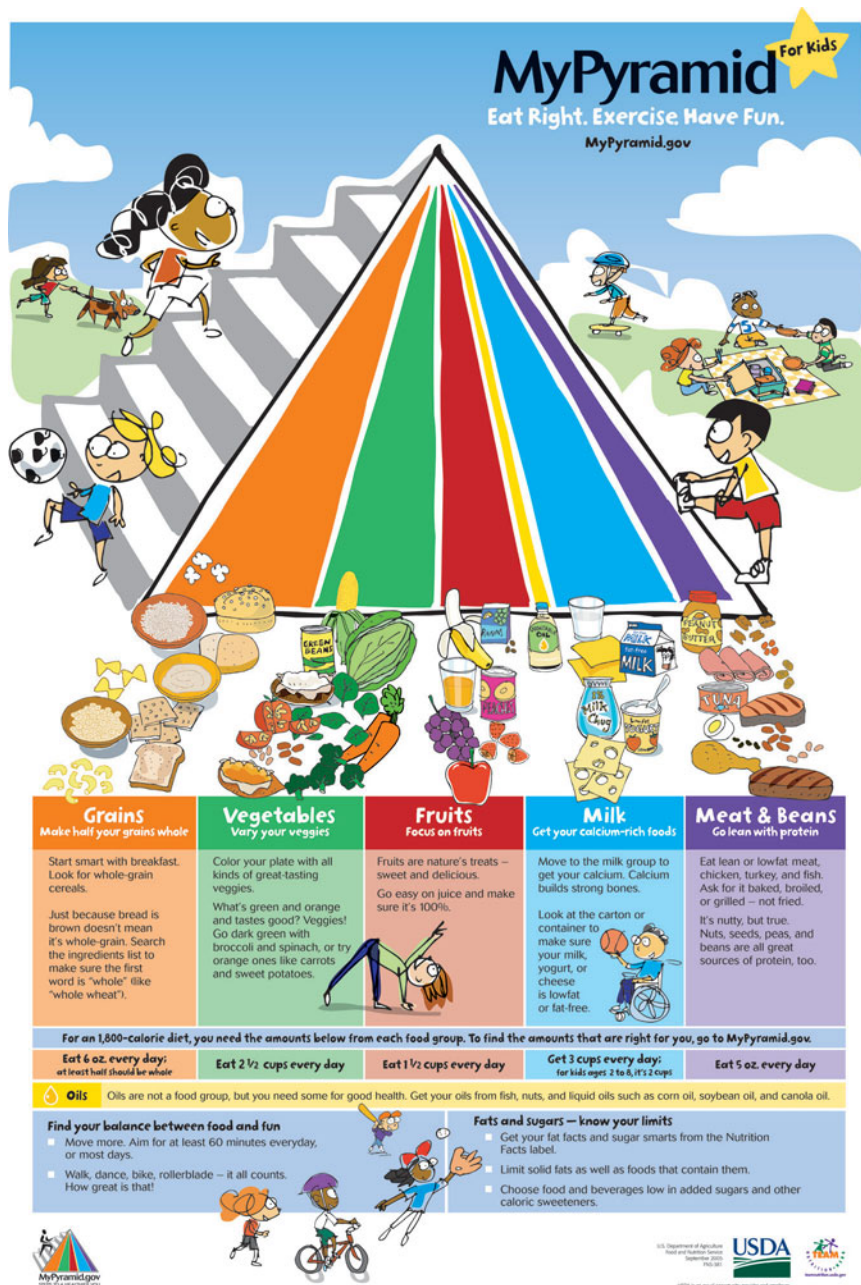 For Kids
MyPyramid
Eat Right. Exercise. Have Fun.
MyPyramid.gov
GREEN
BEANS
OIL
MILK
fat-free
MILK
PEANUT
BUTTER
TUNA
Milk
Chug
Grains
Make half your grains whole
Start smart with breakfast.
Look for whole-grain
cereals.
Just because bread is
brown doesn't mean
it's whole-grain. Search
the ingredients list to
make sure the first
word is “whole” (like
“whole wheat”).
Vegetables
Vary your veggies
Color your plate with all
kinds of great-tasting
veggies.
What's green and orange
and tastes good? Veggies!
Go dark green with
broccoli and spinach, or try
orange ones like carrots
and sweet potatoes.
Fruits
Focus on fruits
Fruits are nature's treats –
sweet and delicious.
Go easy on juice and make
sure it's 100%.
Milk
Get your calcium-rich foods
Move to the milk group to
get your calcium. Calcium
builds strong bones.
Look at the carton or
container to
make sure
your milk,
yogurt, or
cheese
is lowfat
or fat-free.
Meat & Beans
Go lean with protein
Eat lean or lowfat meat,
chicken, turkey, and fish.
Ask for it baked, broiled,
or grilled – not fried.
It's nutty, but true.
Nuts, seeds, peas, and
beans are all great
sources of protein, too.
For an 1,800-calorie diet, you need the amounts below from each food group. To find the amounts that are right for you, go to MyPyramid.gov.
Eat 6 oz. every day;
at least half should be whole
Eat 2 1/2 cups every day
Eat 1 1/2 cups every day
Get 3 cups every day;
for kids ages 2 to 8, it's 2 cups
Eat 5 oz. every day
Oils Oils are not a food group, but you need some for good health. Get your oils from fish, nuts, and liquid oils such as corn oil, soybean oil, and canola oil.
Find your balance between food and fun
Move more. Aim for at least 60 minutes everyday,
or most days.
Walk, dance, bike, rollerblade – it all counts.
How great is that!
Fats and sugars — know your limits
Get your fat facts and sugar smarts from the Nutrition
Facts label.
Limit solid fats as well as foods that contain them.
Choose food and beverages low in added sugars and other
caloric sweeteners.
MyPyramid.gov
U.S. Department of Agriculture
Food and Nutrition Service
September 2005
FNS-381
USDA
TEAM